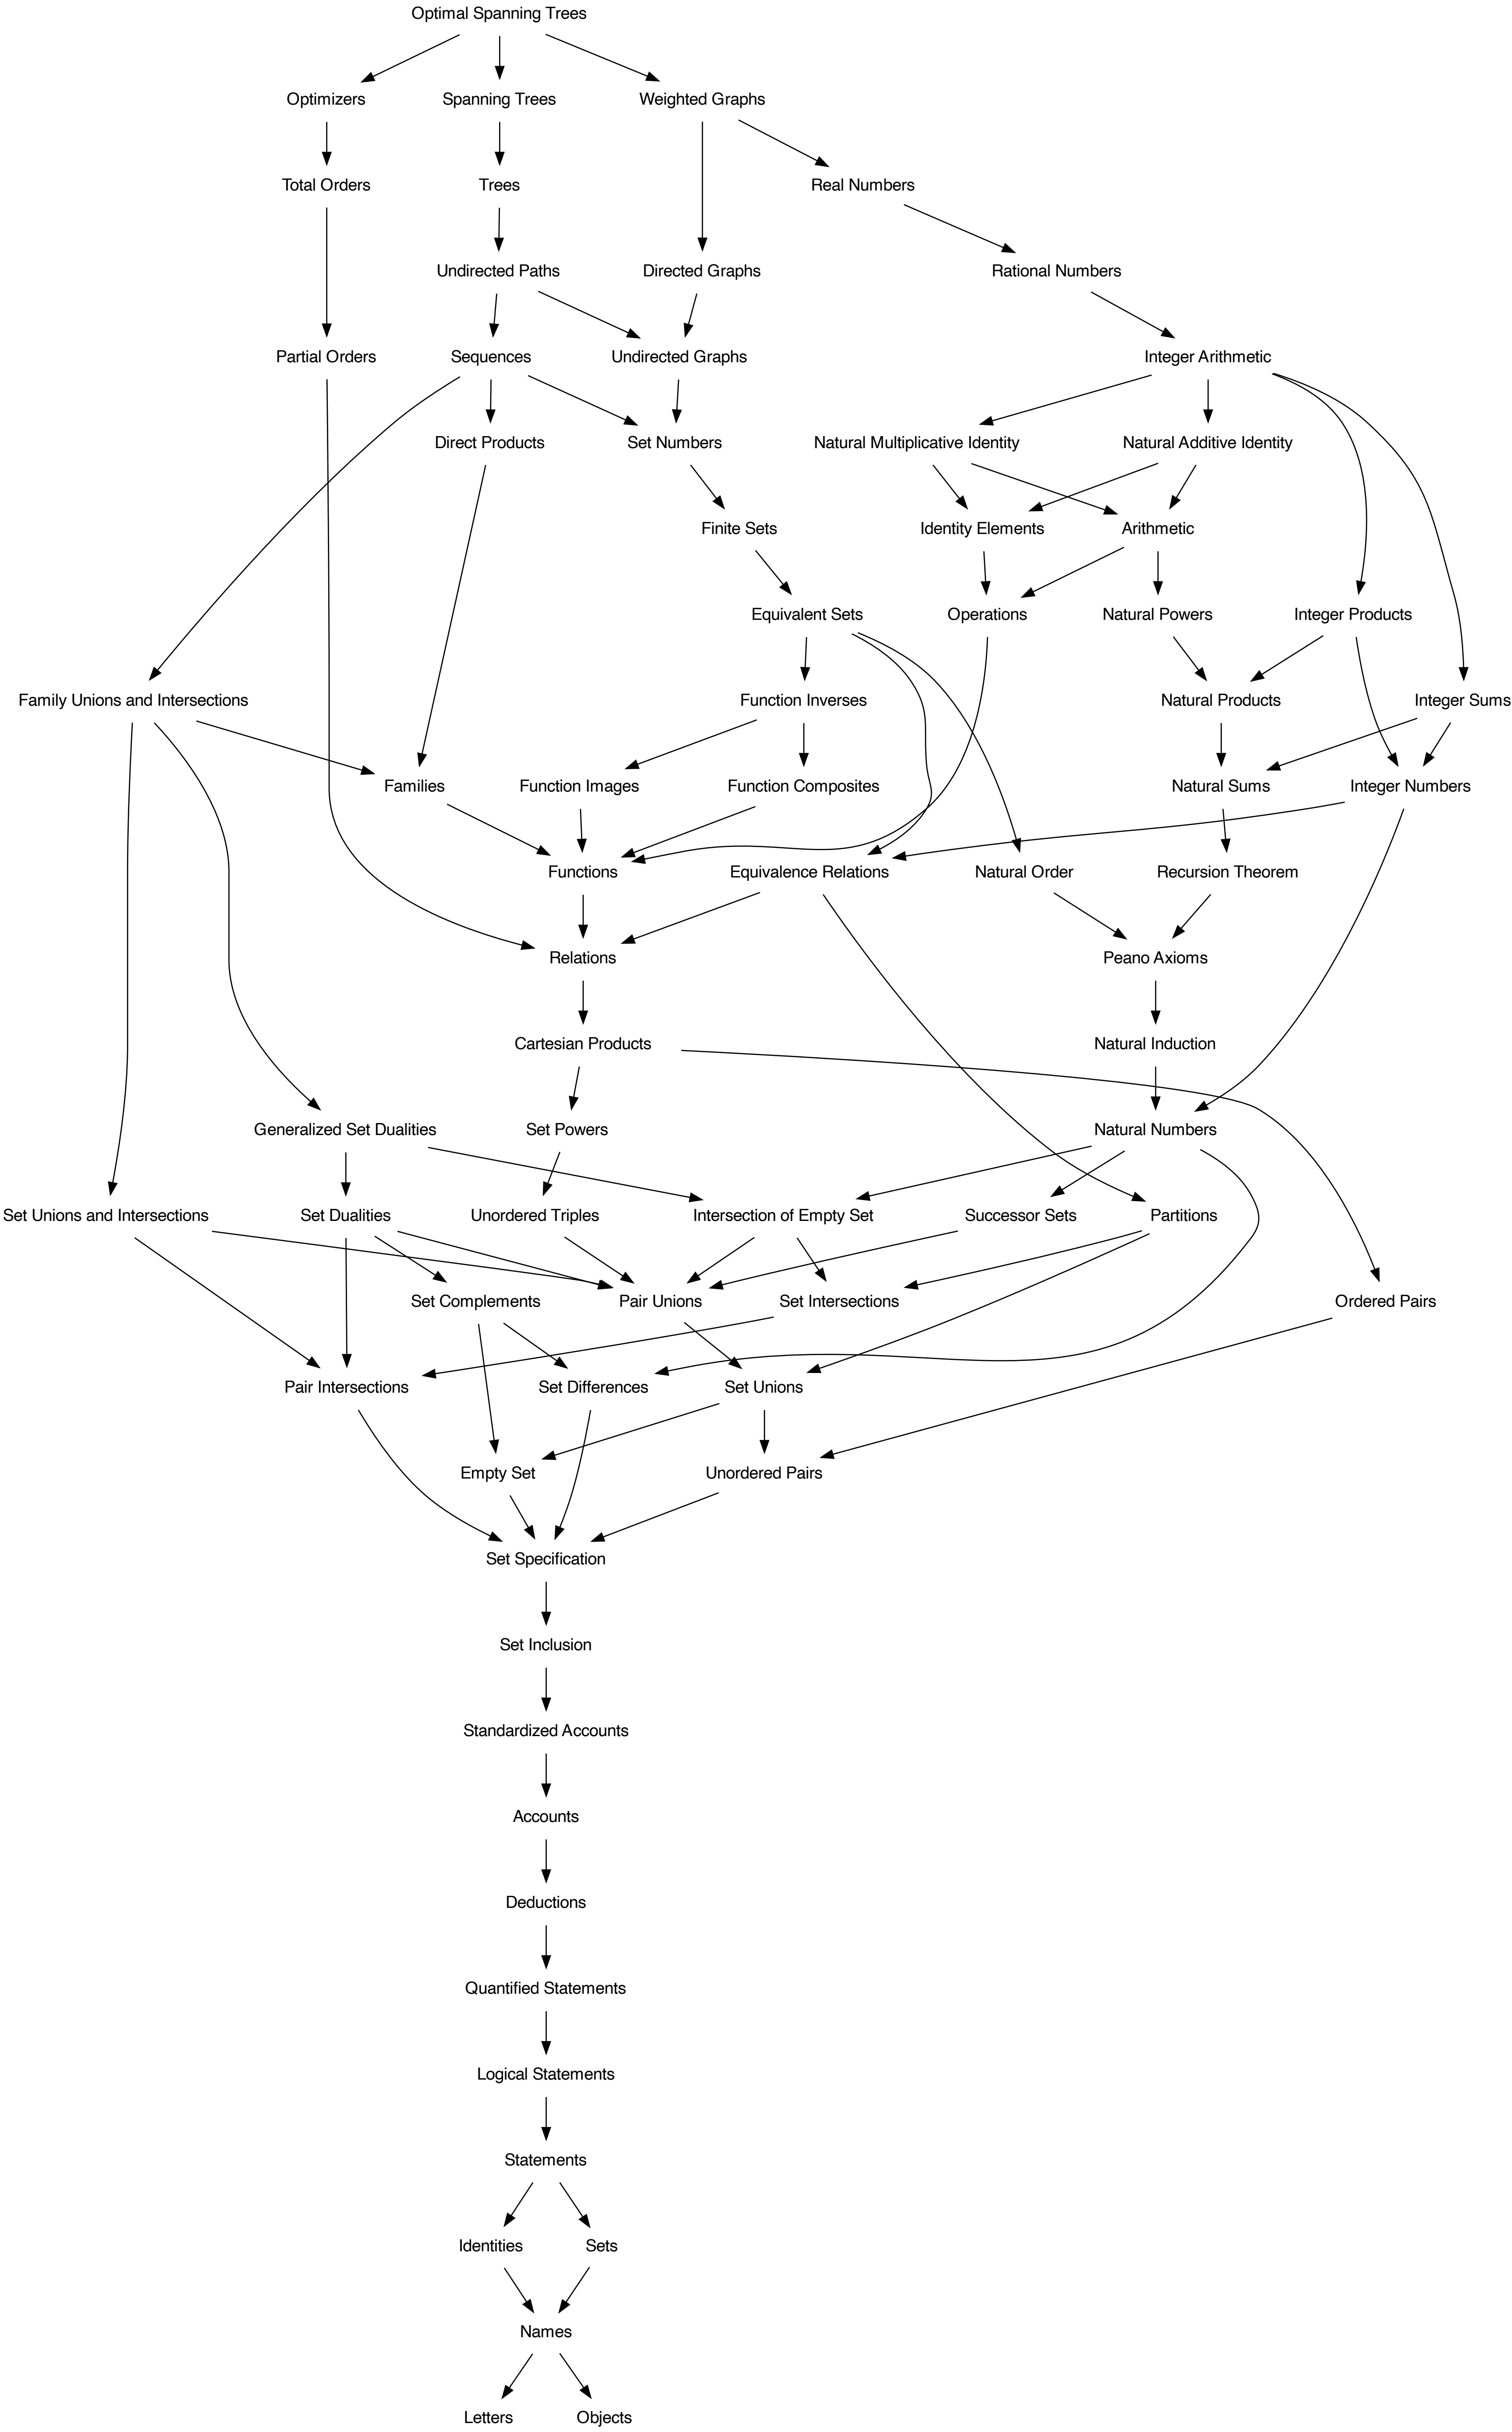 Optimal Spanning Trees
Optimizers
Spanning Trees
Weighted Graphs
Total Orders
Trees
Real Numbers
Undirected Paths
Directed Graphs
Rational Numbers
Partial Orders
Sequences
Undirected Graphs
Integer Arithmetic
Direct Products
Set Numbers
Natural Multiplicative Identity
Natural Additive Identity
Finite Sets
Identity Elements
Arithmetic
Equivalent Sets
Operations
Natural Powers
Integer Products
Family Unions and Intersections
Function Inverses
Natural Products
Integer Sums
Families
Function Images
Function Composites
Natural Sums
Integer Numbers
Functions
Equivalence Relations
Natural Order
Recursion Theorem
Relations
Peano Axioms
Cartesian Products
Natural Induction
Generalized Set Dualities
Set Powers
Natural Numbers
Set Unions and Intersections
Set Dualities
Unordered Triples
Intersection of Empty Set
Successor Sets
Partitions
Set Complements
Pair Unions
Set Intersections
Ordered Pairs
Pair Intersections
Set Differences
Set Unions
Empty Set
Unordered Pairs
Set Specification
Set Inclusion
Standardized Accounts
Accounts
Deductions
Quantified Statements
Logical Statements
Statements
Identities
Sets
Names
Letters
Objects